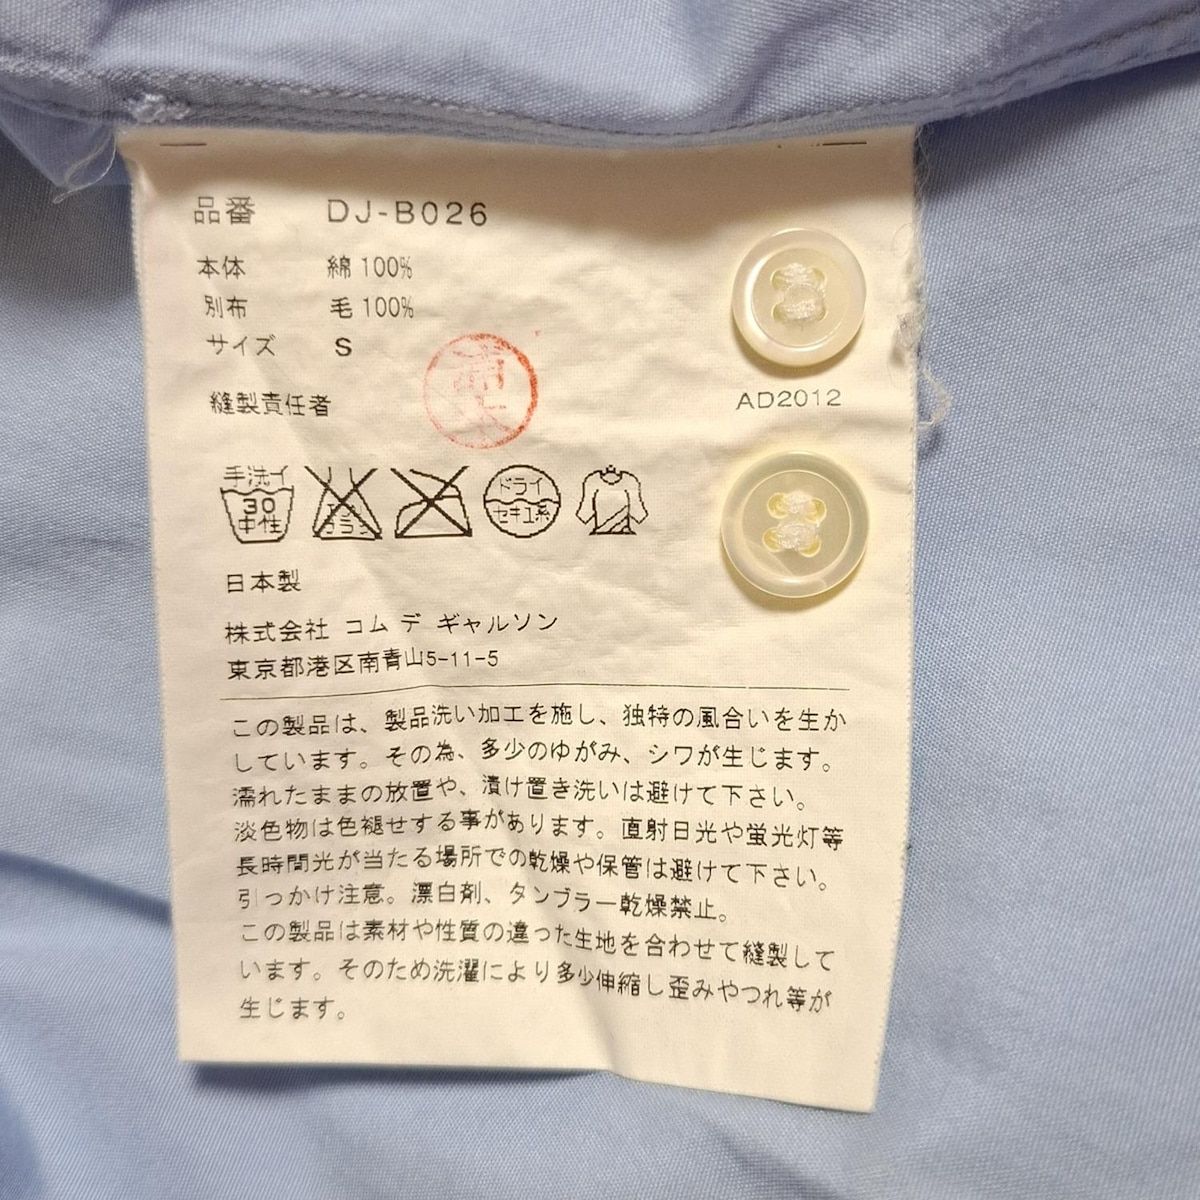 品番 DJ-B026
本体 綿100%
別布 毛100%
サイズ S
縫製責任者
AD2012
手洗イ
30
中性
ドライ
セキユ系
日本製
株式会社 コム デ ギャルソン
東京都港区南青山5-11-5
この製品は、製品洗い加工を施し、独特の風合いを生か
しています。その為、多少のゆがみ、シワが生じます。
濡れたままの放置や、漬け置き洗いは避けて下さい。
淡色物は色褪せする事があります。直射日光や蛍光灯等
長時間光が当たる場所での乾燥や保管は避けて下さい。
引っかけ注意。漂白剤、タンブラー乾燥禁止。
この製品は素材や性質の違った生地を合わせて縫製して
います。そのため洗濯により多少伸縮し歪みやつれ等が
生じます。